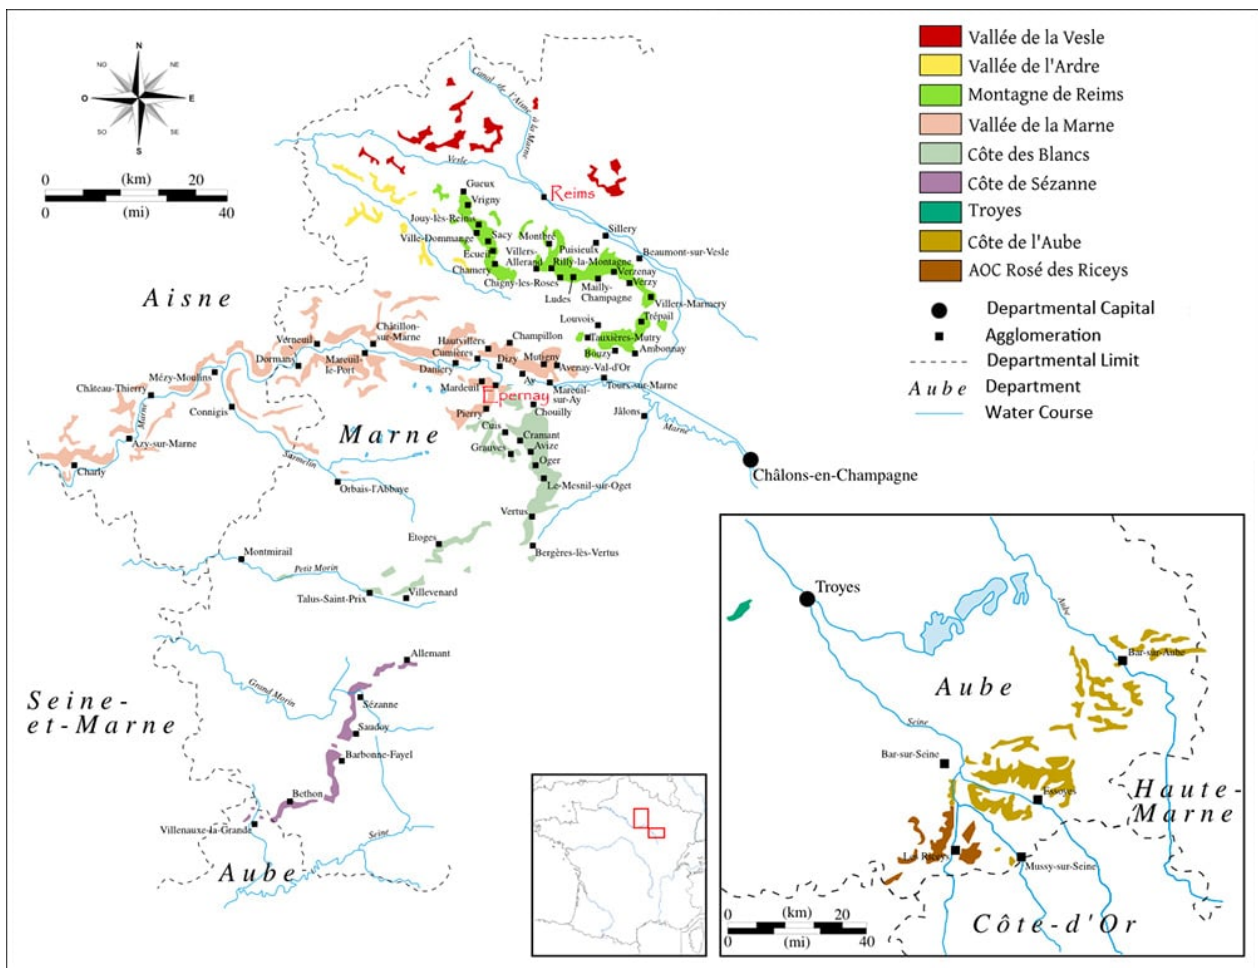 N
NO
NE
O
E
SO
SE
S
0 (km) 20
0 (mi) 40
Vallée de la Vesle
Vallée de l'Ardre
Montagne de Reims
Vallée de la Marne
Côte des Blancs
Côte de Sézanne
Troyes
Côte de l'Aube
AOC Rosé des Riceys
Departmental Capital
Agglomeration
Departmental Limit
Aube Department
Water Course
Canal de l'Aisne à la Marne
Vesle
Reims
Gueux
Vrigny
Jouy-lès-Reims
Ville-Dommange
Sacy
Ecueil
Chamery
Villers-
Allerand
Montbré
Puisieulx
Sillery
Beaumont-sur-Vesle
Rilly-la-Montagne
Verzenay
Verzy
Chigny-les-Roses
Ludes
Mailly-
Champagne
Villers-Marmery
Trépail
Louvois
Tauxières-Mutry
Bouzy
Ambonnay
Aisne
Verneuil
Châtillon-
sur-Marne
Hautvillers
Champillon
Cumières
Dizy
Mutigny
Avenay-Val-d'Or
Dormans
Mareuil-
le-Port
Damery
Ay
Mareuil-
sur-Ay
Tours-sur-Marne
Mézy-Moulins
Château-Thierry
Marne
Connigis
Azy-sur-Marne
Charly
Mardeuil
Epernay
Pierry
Chouilly
Jâlons
Marne
Châlons-en-Champagne
Marne
Surmelin
Orbais-l'Abbaye
Cuis
Cramant
Grauves
Avize
Oger
Le-Mesnil-sur-Oget
Vertus
Bergères-lès-Vertus
Etoges
Montmirail
Petit Morin
Talus-Saint-Prix
Villevenard
Allemant
Grand Morin
Sézanne
Saudoy
Barbonne-Fayel
Bethon
Villenauxe-la-Grande
Seine
Seine-
et-Marne
Aube
Troyes
Aube
Bar-sur-Aube
Aube
Seine
Bar-sur-Seine
Essoyes
Haute-
Marne
Les Riceys
Mussy-sur-Seine
Côte-d'Or
0 (km) 20
0 (mi) 40